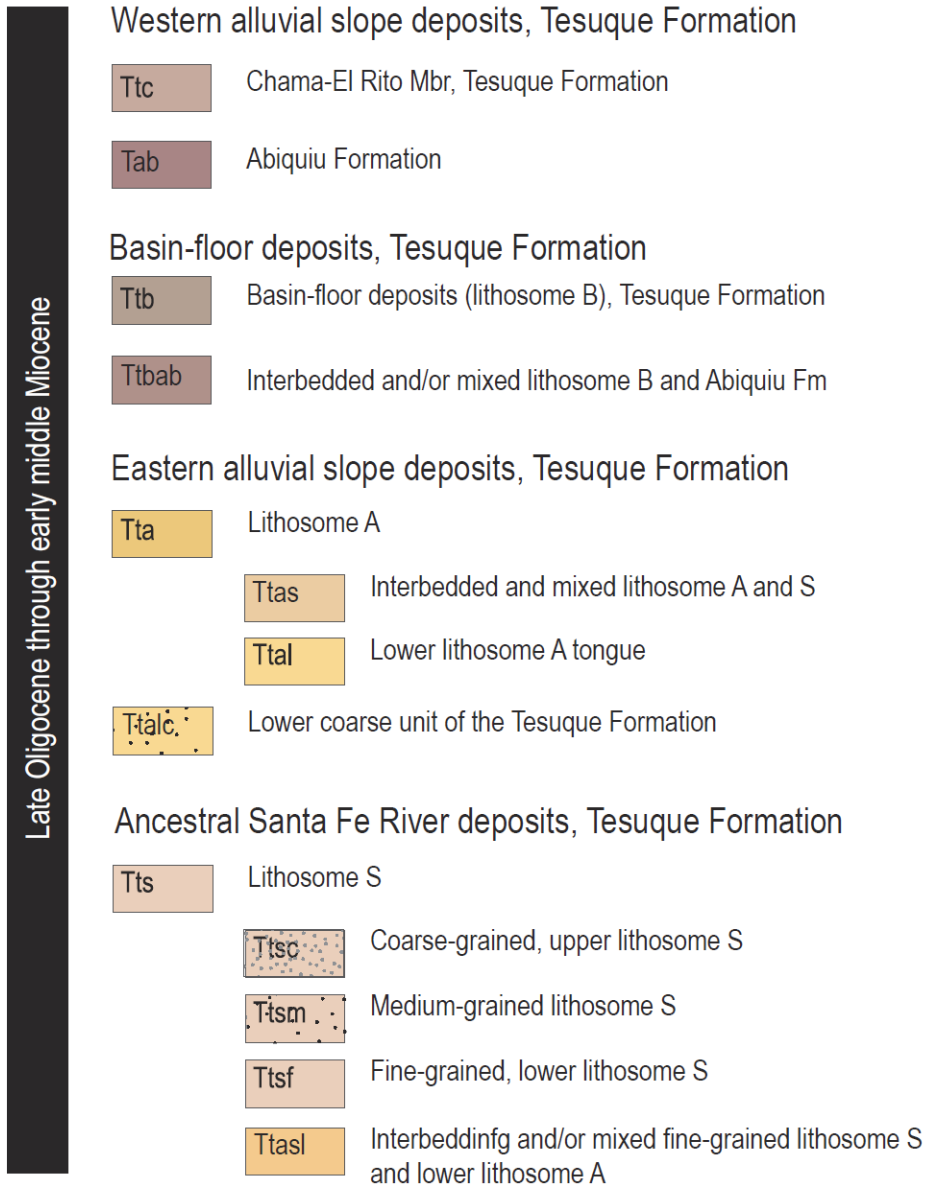 Late Oligocene through early middle Miocene
Western alluvial slope deposits, Tesuque Formation
Ttc Chama-El Rito Mbr, Tesuque Formation
Tab Abiquiu Formation
Basin-floor deposits, Tesuque Formation
Ttb Basin-floor deposits (lithosome B), Tesuque Formation
Ttbab Interbedded and/or mixed lithosome B and Abiquiu Fm
Eastern alluvial slope deposits, Tesuque Formation
Tta Lithosome A
Ttas Interbedded and mixed lithosome A and S
Ttal Lower lithosome A tongue
Ttalc Lower coarse unit of the Tesuque Formation
Ancestral Santa Fe River deposits, Tesuque Formation
Tts Lithosome S
Ttsc Coarse-grained, upper lithosome S
Ttsm Medium-grained lithosome S
Ttsf Fine-grained, lower lithosome S
Ttasl Interbeddinfg and/or mixed fine-grained lithosome S
and lower lithosome A